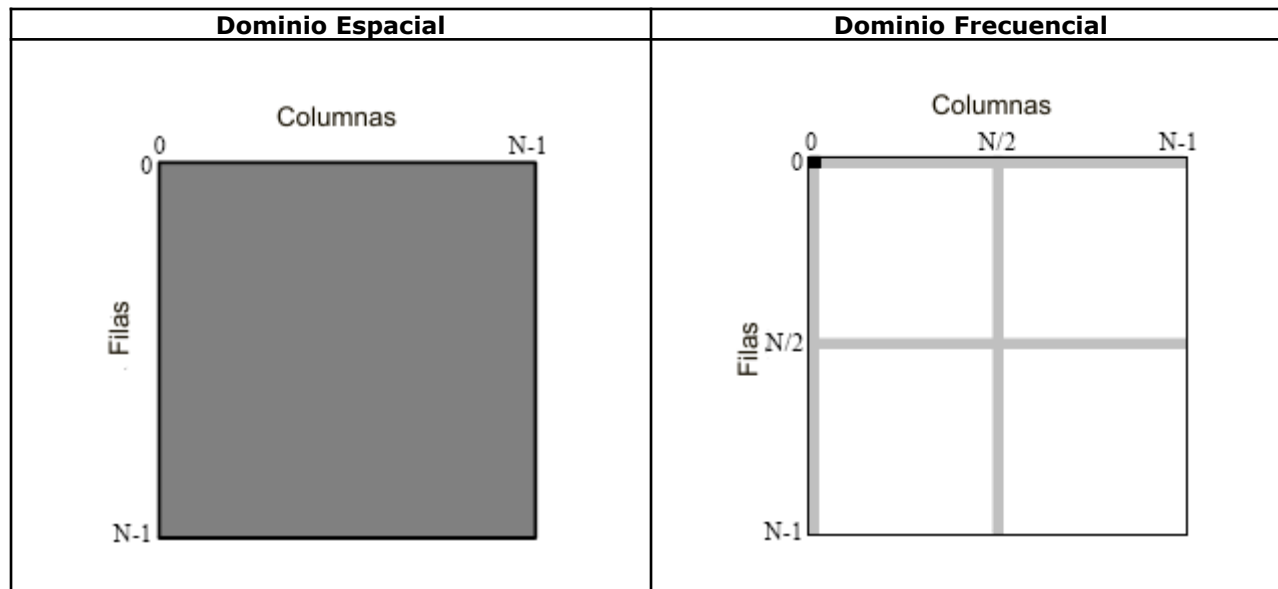 Dominio Espacial
Dominio Frecuencial
Columnas
0 N-1
0
Filas
N-1
Columnas
0 N/2 N-1
0
Filas N/2
N-1